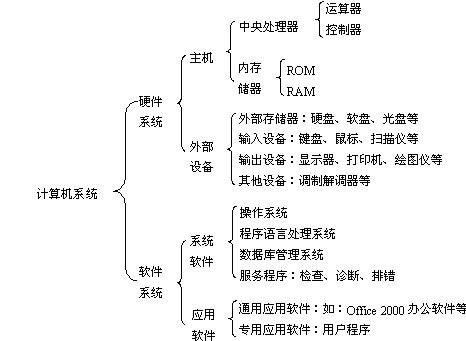 运算器
中央处理器
控制器
主机
内存
储器
ROM
RAM
硬件
系统
外部存储器：硬盘、软盘、光盘等
外部
设备
输入设备：键盘、鼠标、扫描仪等
输出设备：显示器、打印机、绘图仪等
其他设备：调制解调器等
计算机系统
操作系统
系统
软件
程序语言处理系统
数据库管理系统
软件
系统
服务程序：检查、诊断、排错
应用
软件
通用应用软件：如：Office 2000 办公软件等
专用应用软件：用户程序